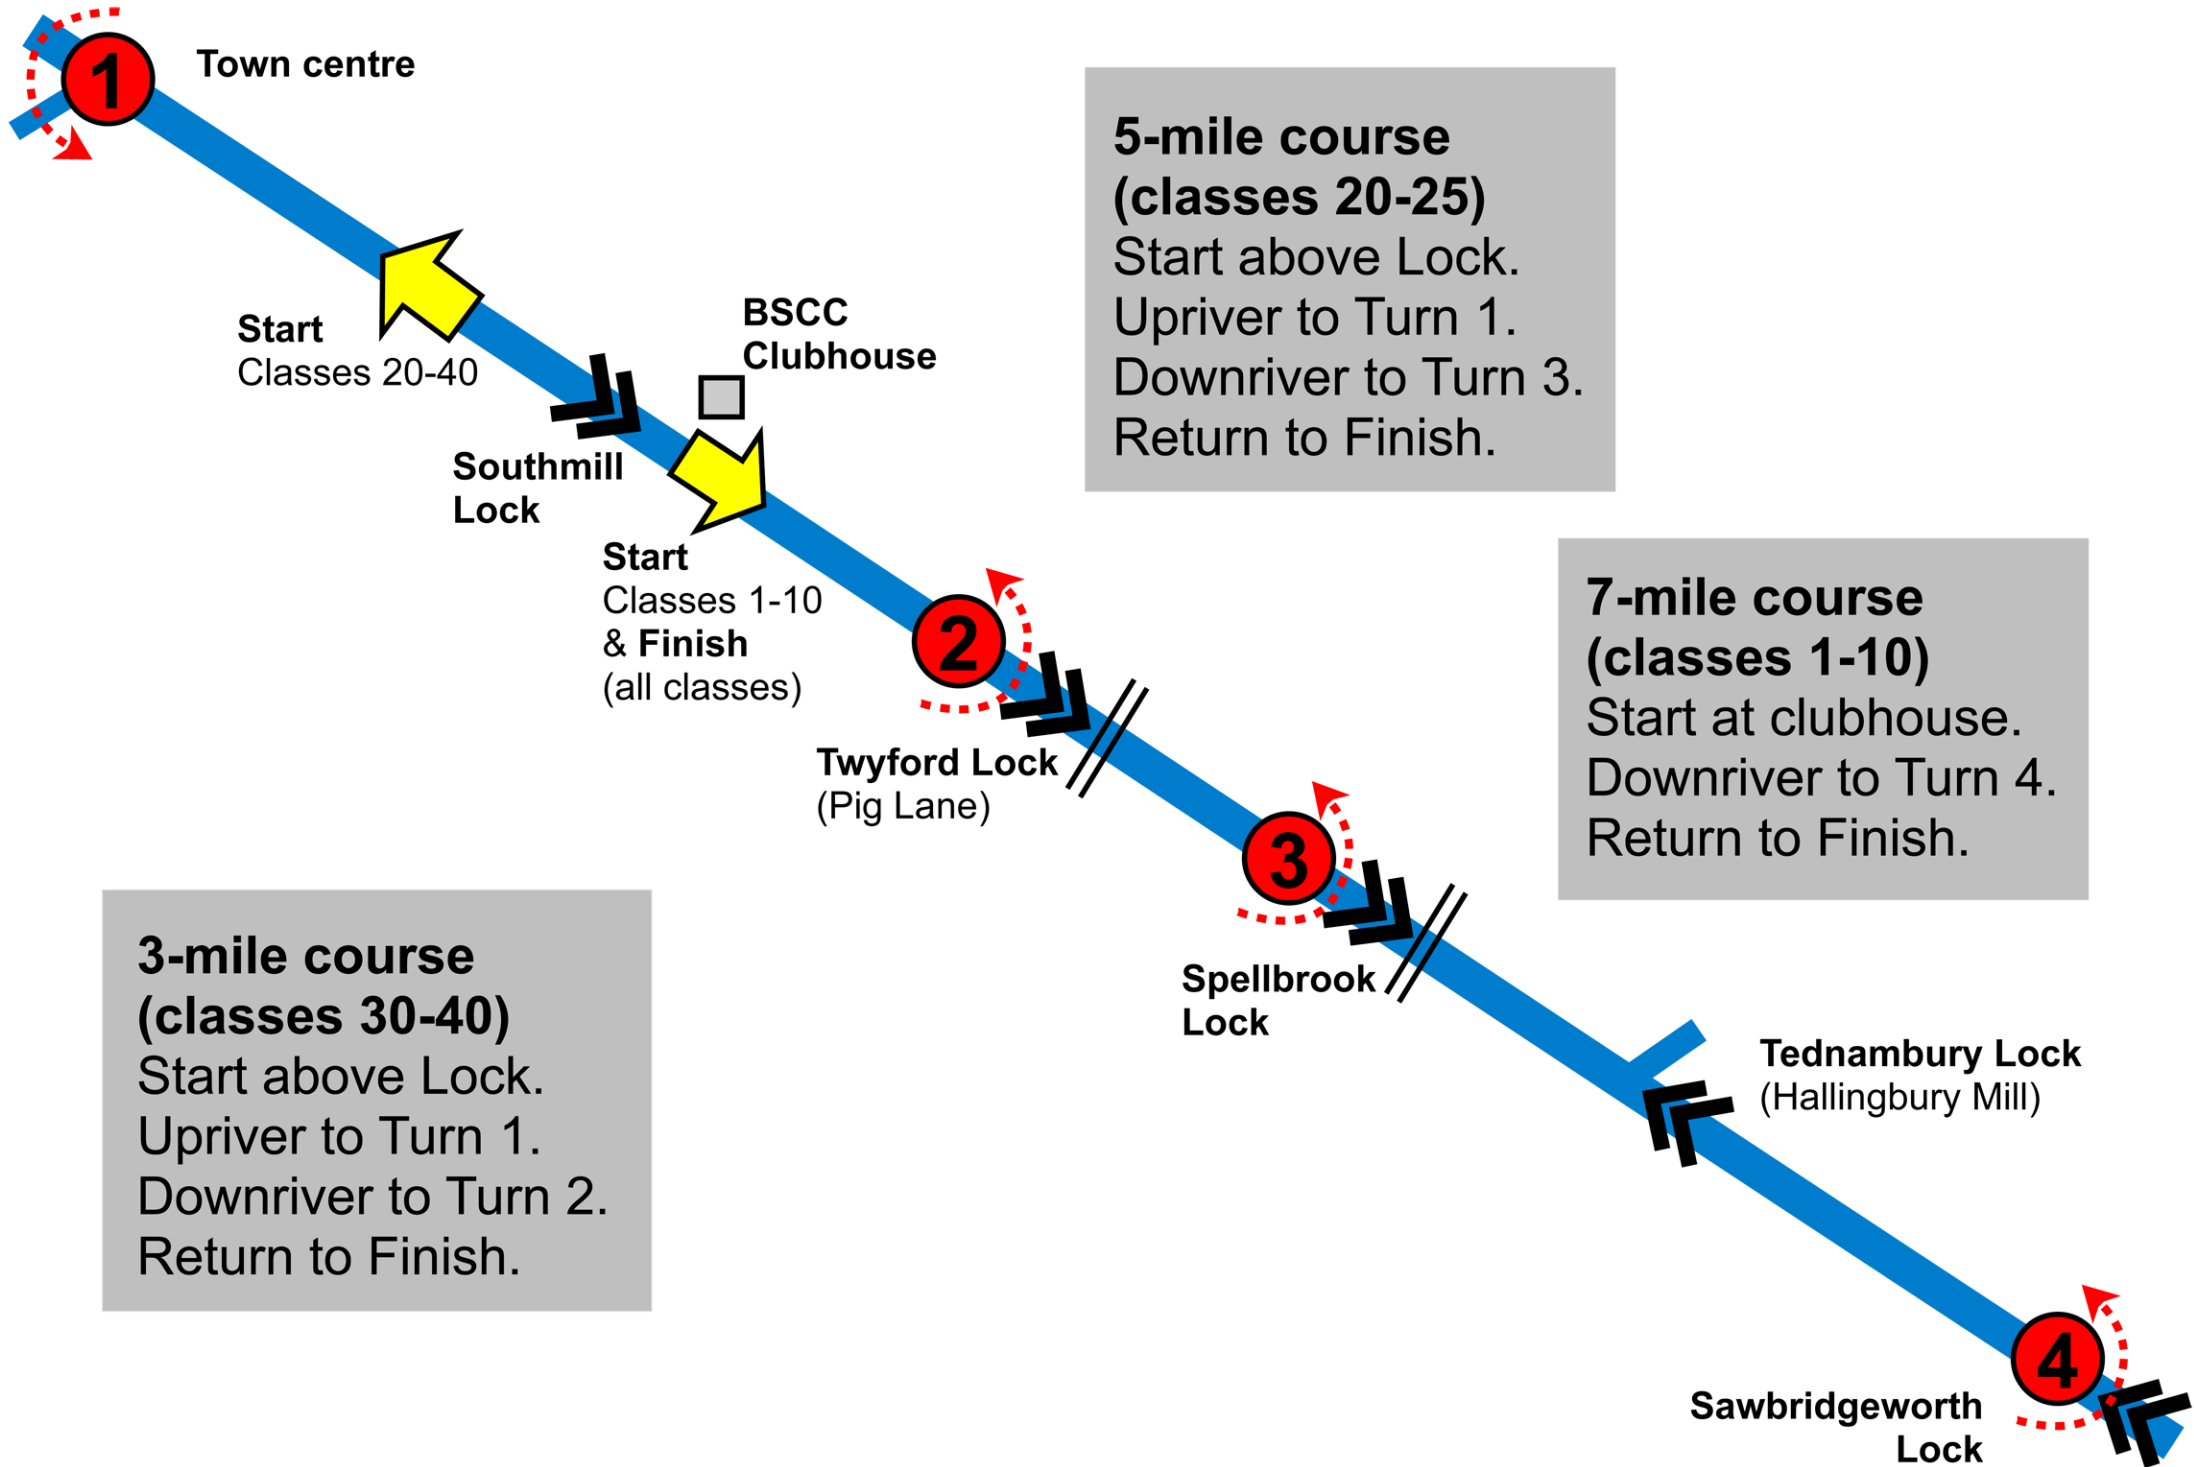 1
Town centre
5-mile course
(classes 20-25)
Start above Lock.
Upriver to Turn 1.
Downriver to Turn 3.
Return to Finish.
Start
Classes 20-40
BSCC
Clubhouse
Southmill
Lock
Start
Classes 1-10
& Finish
(all classes)
2
7-mile course
(classes 1-10)
Start at clubhouse.
Downriver to Turn 4.
Return to Finish.
Twyford Lock
(Pig Lane)
3
3-mile course
(classes 30-40)
Start above Lock.
Upriver to Turn 1.
Downriver to Turn 2.
Return to Finish.
Spellbrook
Lock
Tednambury Lock
(Hallingbury Mill)
4
Sawbridgeworth
Lock